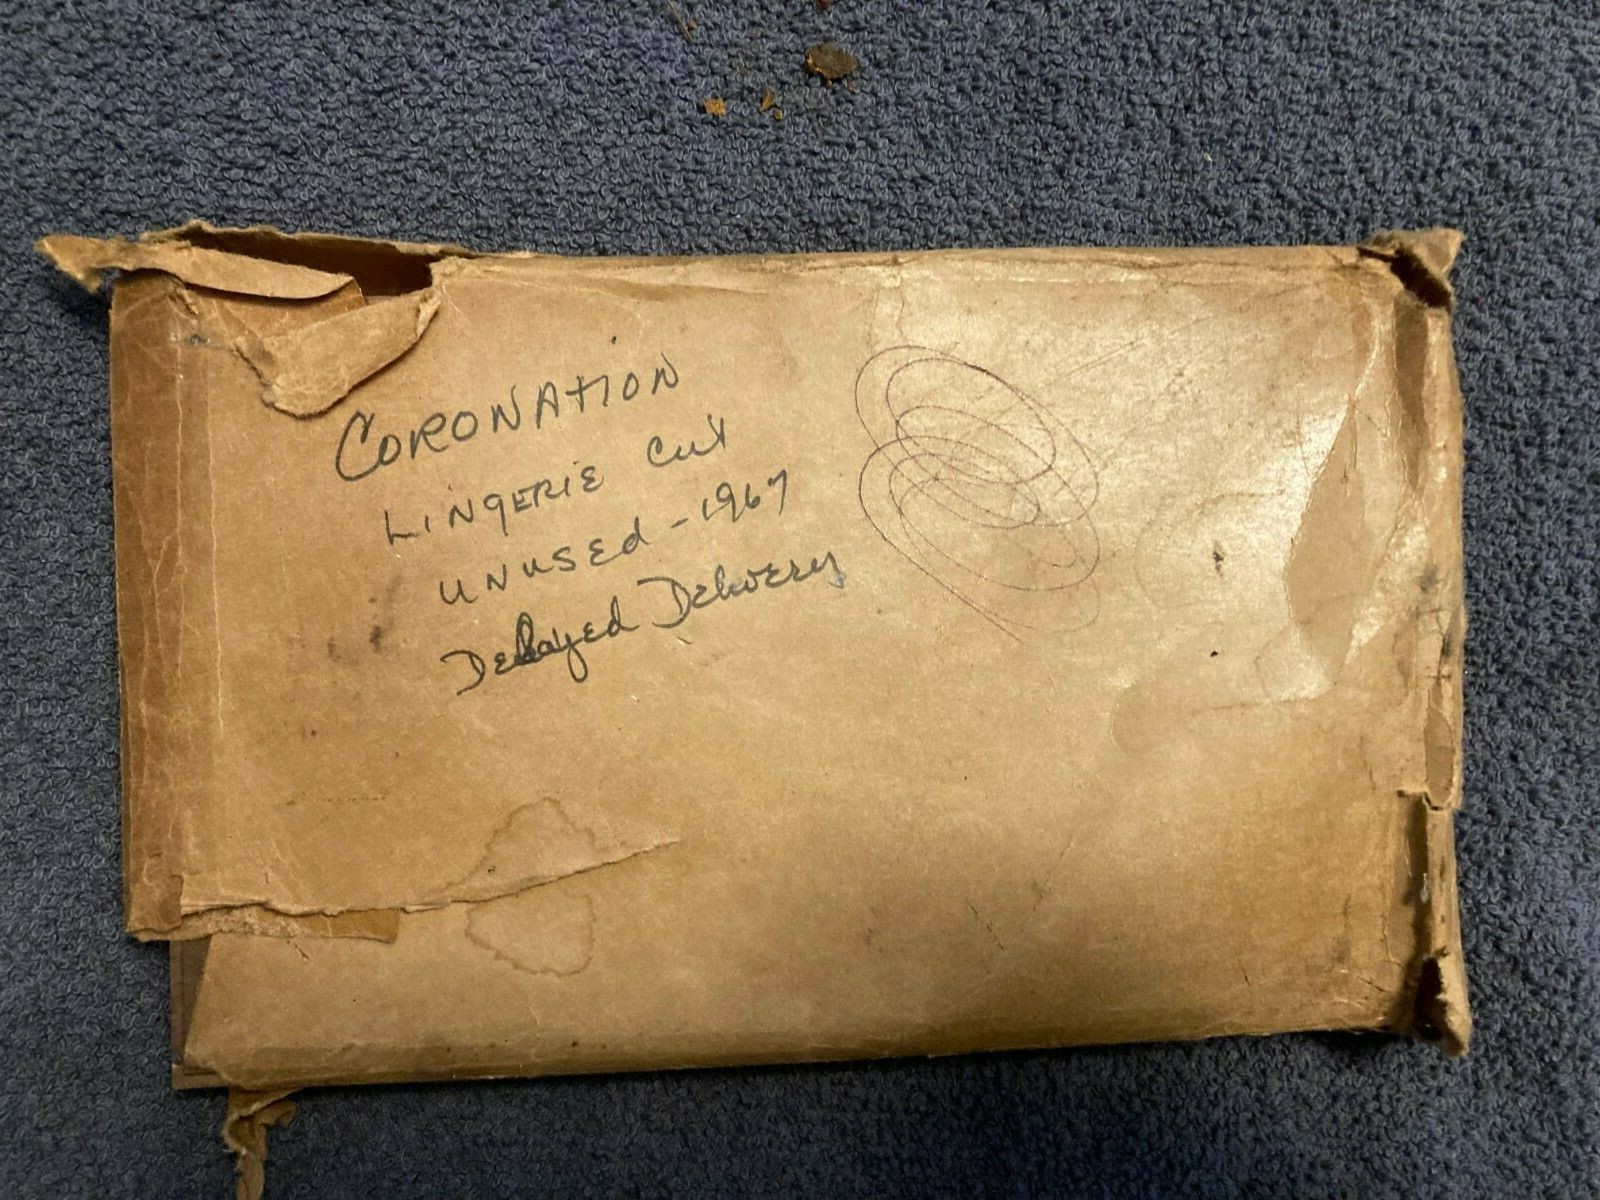 CORONATION
LINGERIE Cut
UNUSEd - 1967
Delayed Delivery